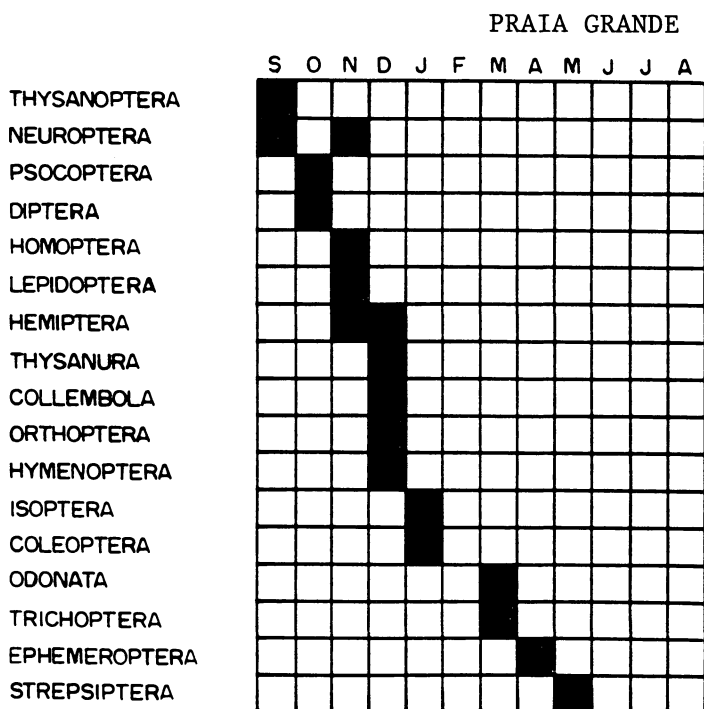 PRAIA GRANDE
S O N D J F M A M J J A
THYSANOPTERA
NEUROPTERA
PSOCOPTERA
DIPTERA
HOMOPTERA
LEPIDOPTERA
HEMIPTERA
THYSANURA
COLLEMBOLA
ORTHOPTERA
HYMENOPTERA
ISOPTERA
COLEOPTERA
ODONATA
TRICHOPTERA
EPHEMEROPTERA
STREPSIPTERA